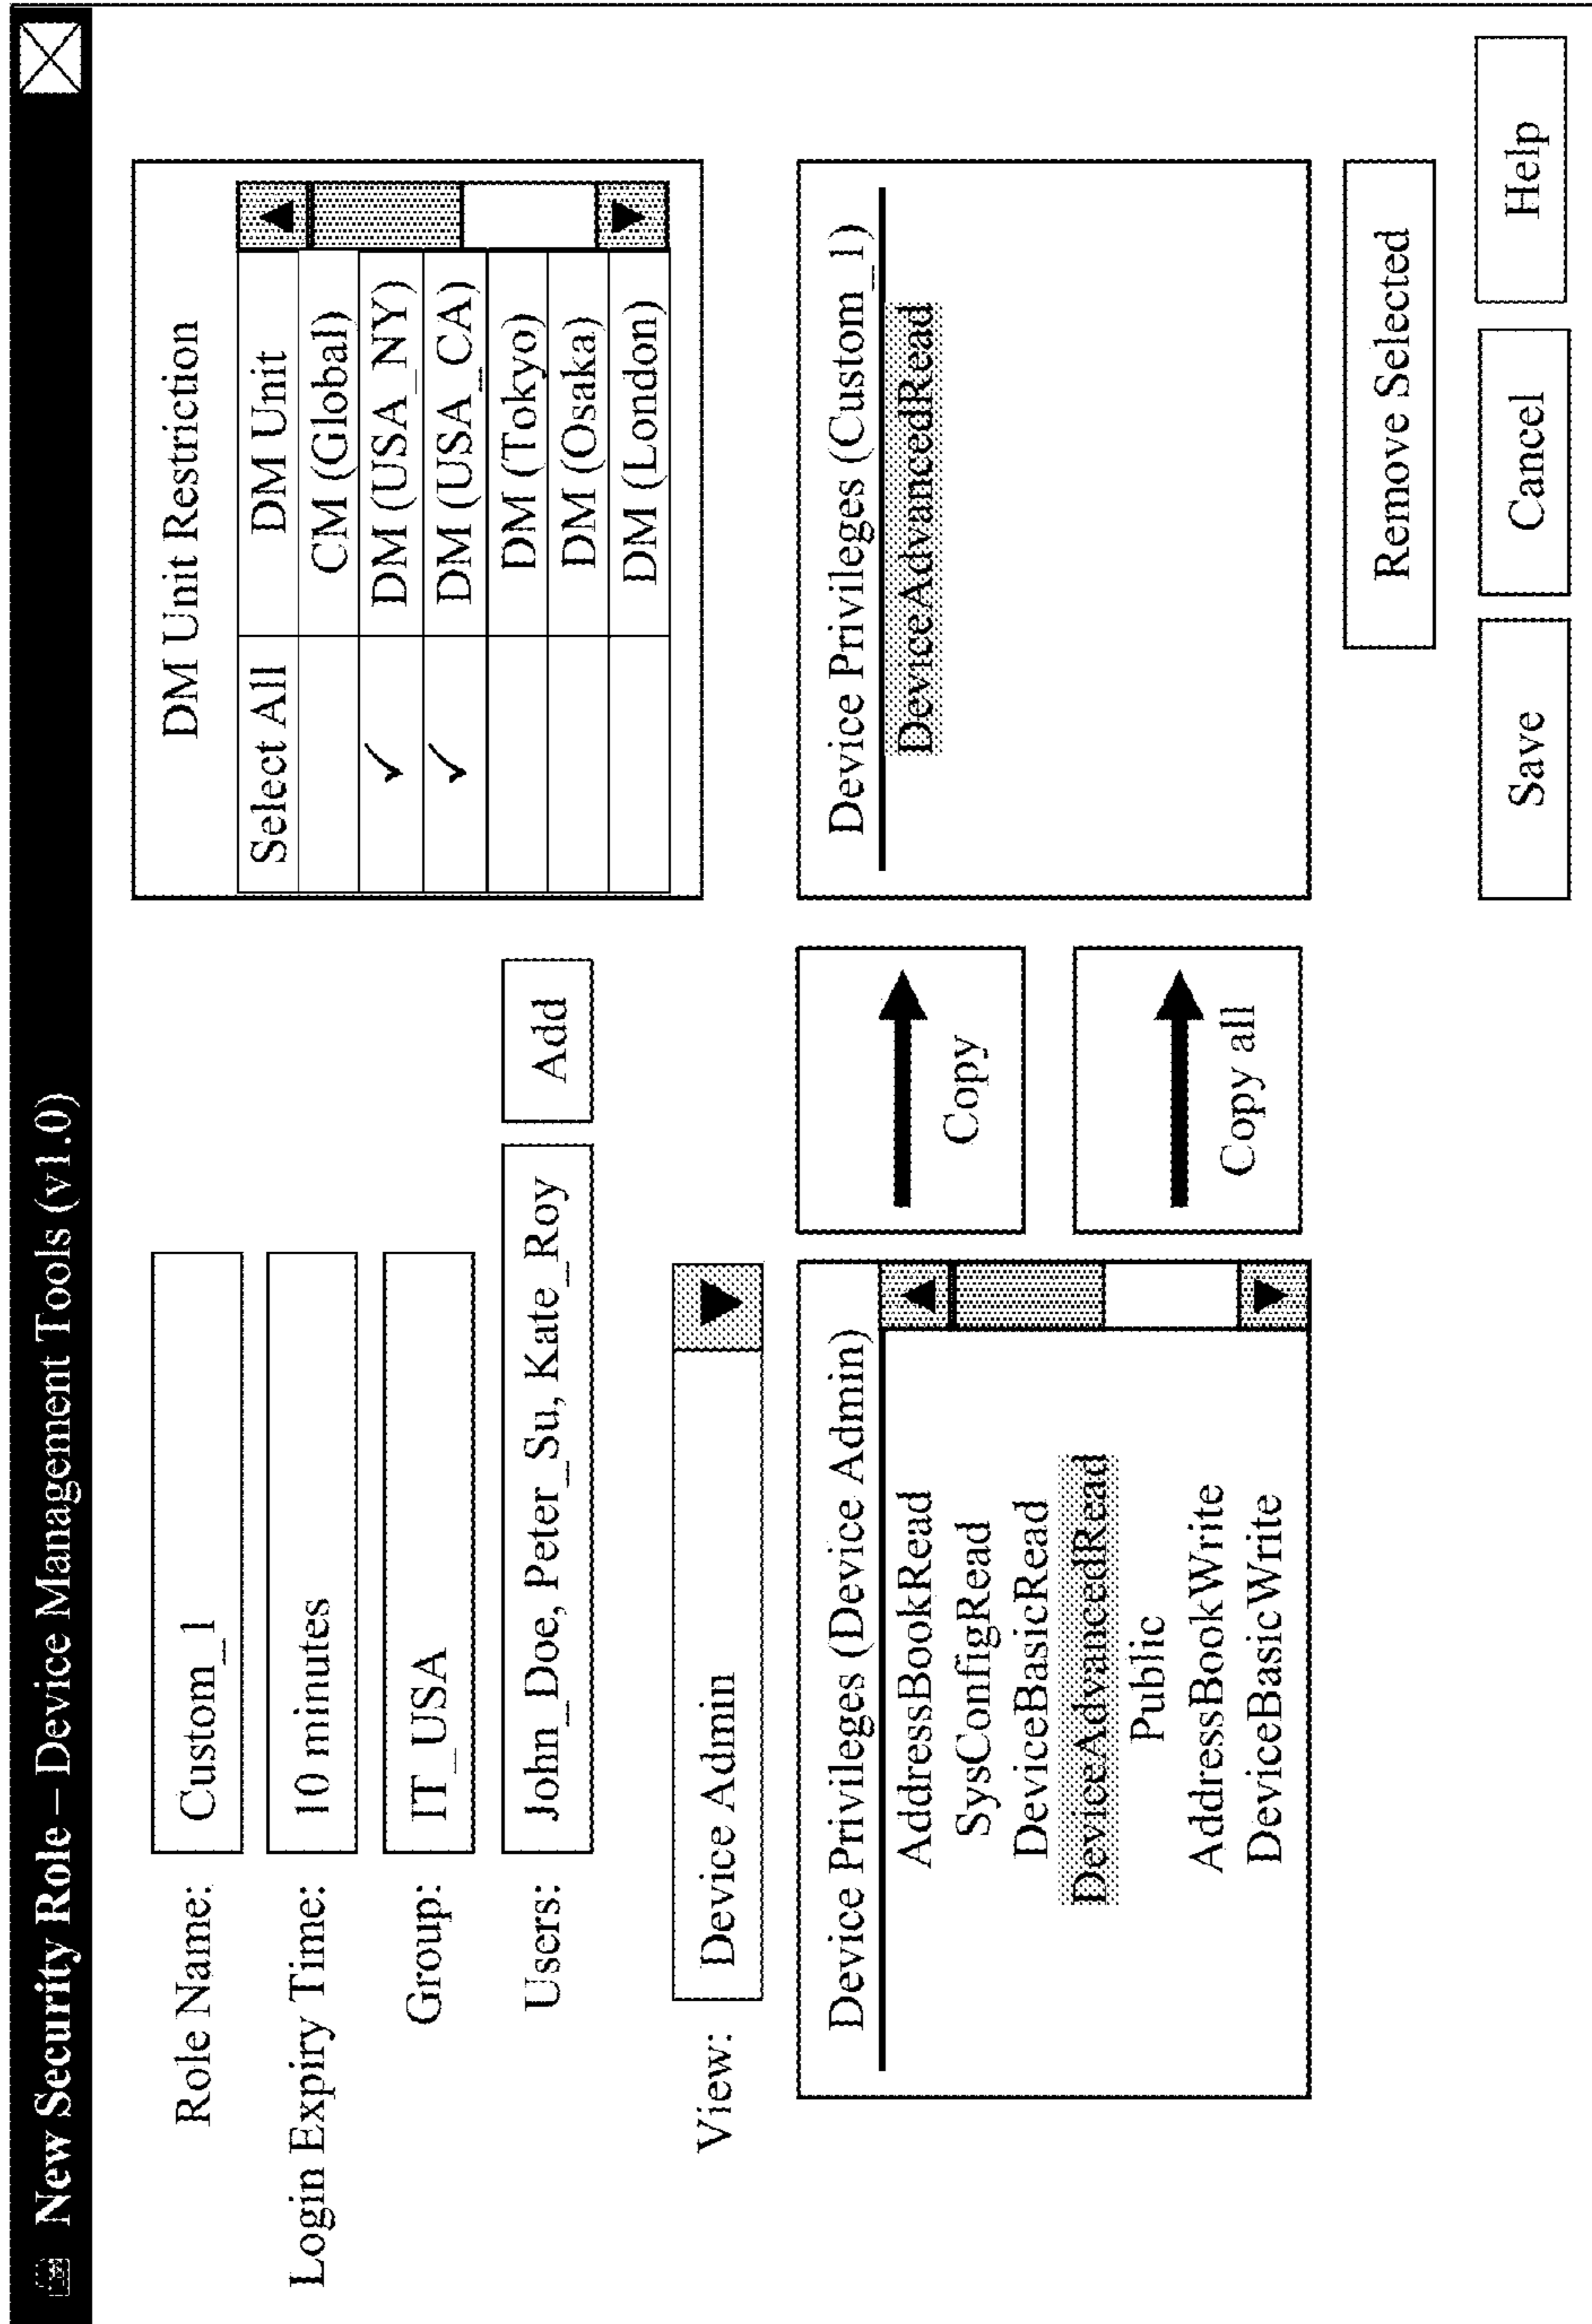 New Security Role – Device Management Tools (v1.0)
Role Name: Custom_1
Login Expiry Time: 10 minutes
Group: IT_USA
Users: John_Doe, Peter_Su, Kate_Roy Add
DM Unit Restriction
Select All DM Unit
CM (Global)
DM (USA_NY)
DM (USA_CA)
DM (Tokyo)
DM (Osaka)
DM (London)
View: Device Admin
Device Privileges (Device Admin)
AddressBookRead
SysConfigRead
DeviceBasicRead
DeviceAdvancedRead
Public
AddressBookWrite
DeviceBasicWrite
Copy
Copy all
Device Privileges (Custom_1)
DeviceAdvancedRead
Remove Selected
Save Cancel Help